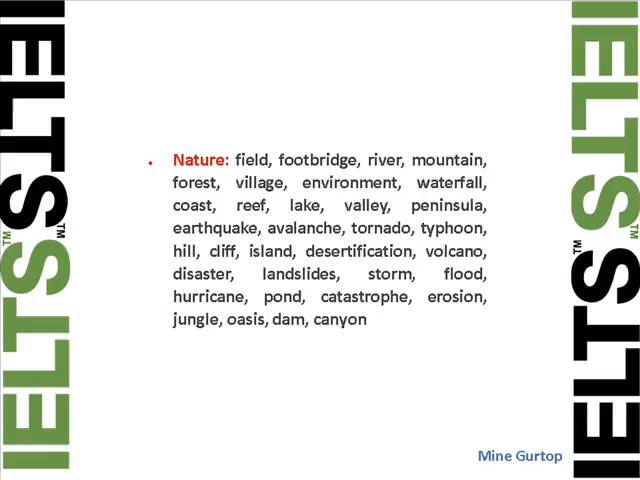 IELTS™
IELTS™
• Nature: field, footbridge, river, mountain,
forest, village, environment, waterfall,
coast, reef, lake, valley, peninsula,
earthquake, avalanche, tornado, typhoon,
hill, cliff, island, desertification, volcano,
disaster, landslides, storm, flood,
hurricane, pond, catastrophe, erosion,
jungle, oasis, dam, canyon
Mine Gurtop
IELTS™
IELTS™